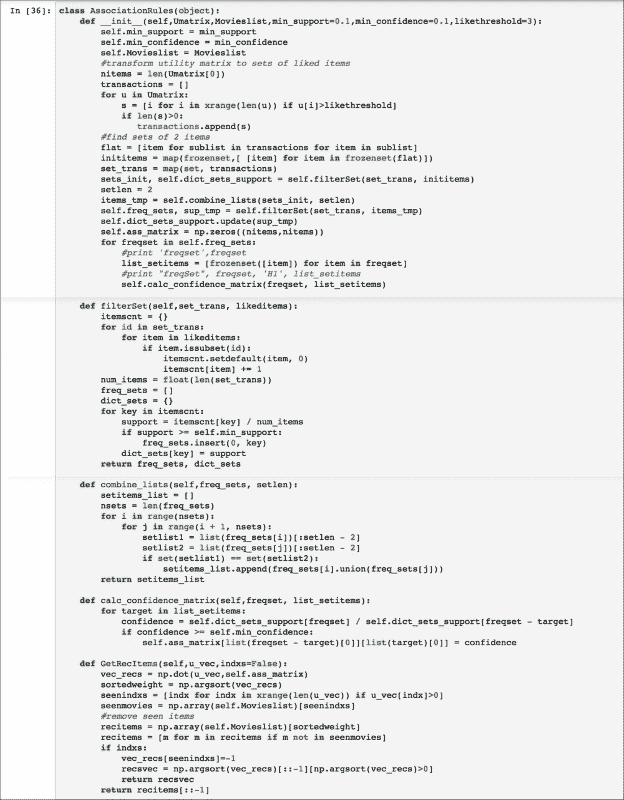 In [36]: class AssociationRules(object):
    def __init__(self,Umatrix,Movieslist,min_support=0.1,min_confidence=0.1,likethreshold=3):
        self.min_support = min_support
        self.min_confidence = min_confidence
        self.Movieslist = Movieslist
        #transform utility matrix to sets of liked items
        nitems = len(Umatrix[0])
        transactions = []
        for u in Umatrix:
            s = [i for i in xrange(len(u)) if u[i]>likethreshold]
            if len(s)>0:
                transactions.append(s)
        #find sets of 2 items
        flat = [item for sublist in transactions for item in sublist]
        inititems = map(frozenset,[ [item] for item in frozenset(flat)])
        set_trans = map(set, transactions)
        sets_init, self.dict_sets_support = self.filterSet(set_trans, inititems)
        setlen = 2
        items_tmp = self.combine_lists(sets_init, setlen)
        self.freq_sets, sup_tmp = self.filterSet(set_trans, items_tmp)
        self.dict_sets_support.update(sup_tmp)
        self.ass_matrix = np.zeros((nitems,nitems))
        for freqset in self.freq_sets:
            #print 'freqset',freqset
            list_setitems = [frozenset([item]) for item in freqset]
            #print "freqSet", freqset, 'H1', list_setitems
            self.calc_confidence_matrix(freqset, list_setitems)
    def filterSet(self,set_trans, likeditems):
        itemscnt = {}
        for id in set_trans:
            for item in likeditems:
                if item.issubset(id):
                    itemscnt.setdefault(item, 0)
                    itemscnt[item] += 1
        num_items = float(len(set_trans))
        freq_sets = []
        dict_sets = {}
        for key in itemscnt:
            support = itemscnt[key] / num_items
            if support >= self.min_support:
                freq_sets.insert(0, key)
            dict_sets[key] = support
        return freq_sets, dict_sets
    def combine_lists(self,freq_sets, setlen):
        setitems_list = []
        nsets = len(freq_sets)
        for i in range(nsets):
            for j in range(i + 1, nsets):
                setlist1 = list(freq_sets[i])[:setlen - 2]
                setlist2 = list(freq_sets[j])[:setlen - 2]
                if set(setlist1) == set(setlist2):
                    setitems_list.append(freq_sets[i].union(freq_sets[j]))
        return setitems_list
    def calc_confidence_matrix(self,freqset, list_setitems):
        for target in list_setitems:
            confidence = self.dict_sets_support[freqset] / self.dict_sets_support[freqset - target]
            if confidence >= self.min_confidence:
                self.ass_matrix[list(freqset - target)[0]][list(target)[0]] = confidence
    def GetRecItems(self,u_vec,indxs=False):
        vec_recs = np.dot(u_vec,self.ass_matrix)
        sortedweight = np.argsort(vec_recs)
        seenindxs = [indx for indx in xrange(len(u_vec)) if u_vec[indx]>0]
        seenmovies = np.array(self.Movieslist)[seenindxs]
        #remove seen items
        recitems = np.array(self.Movieslist)[sortedweight]
        recitems = [m for m in recitems if m not in seenmovies]
        if indxs:
            vec_recs[seenindxs]=-1
            recsvec = np.argsort(vec_recs)[::-1][np.argsort(vec_recs)>0]
            return recsvec
        return recitems[::-1]